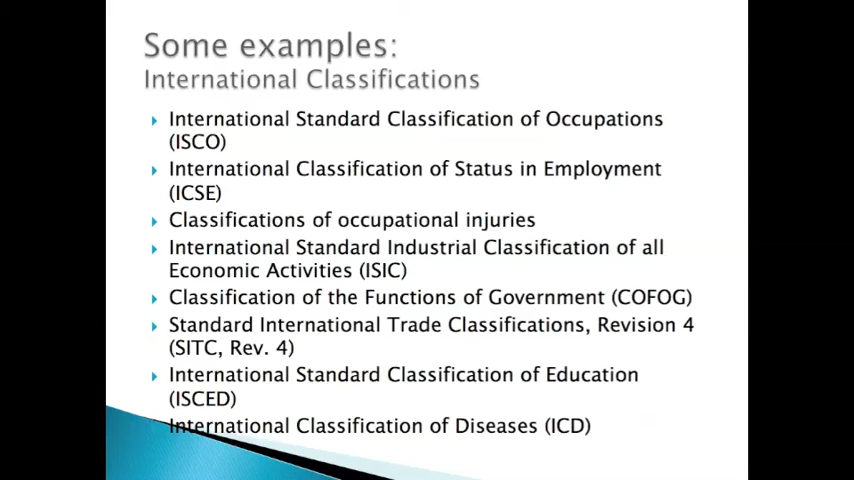 Some examples:
International Classifications
International Standard Classification of Occupations
(ISCO)
International Classification of Status in Employment
(ICSE)
Classifications of occupational injuries
International Standard Industrial Classification of all
Economic Activities (ISIC)
Classification of the Functions of Government (COFOG)
Standard International Trade Classifications, Revision 4
(SITC, Rev. 4)
International Standard Classification of Education
(ISCED)
International Classification of Diseases (ICD)